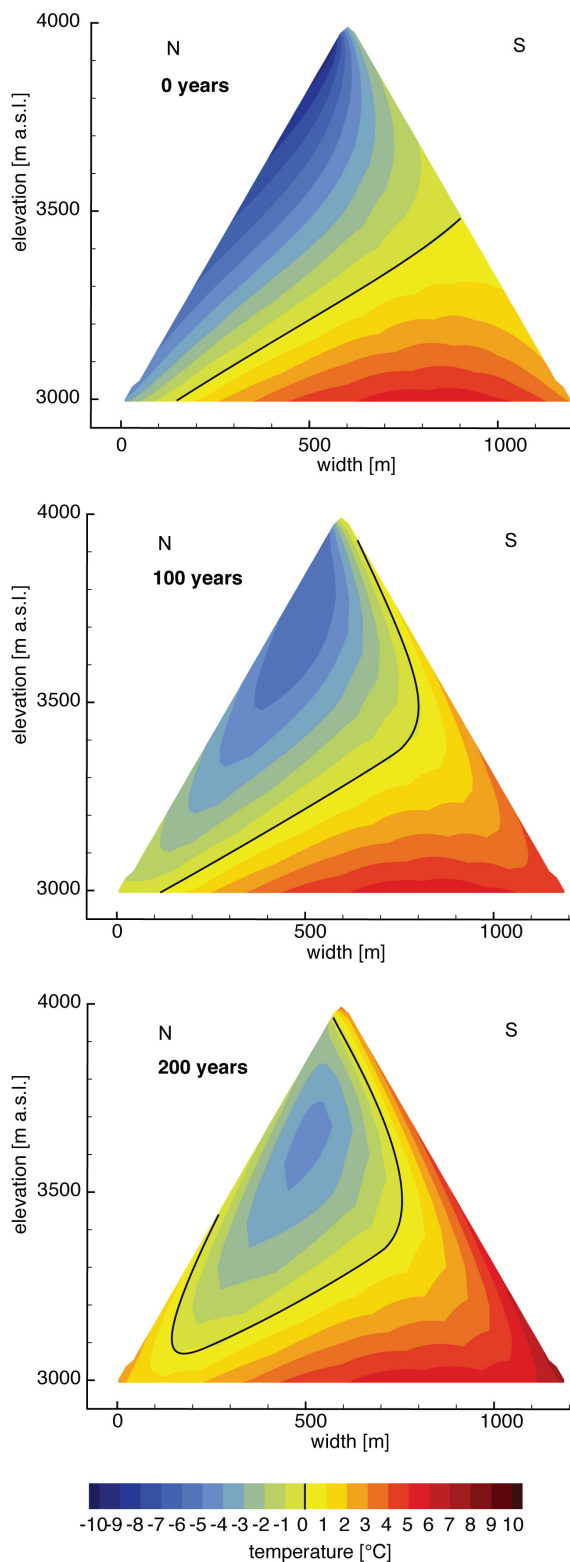 4000
N
S
0 years
elevation [m a.s.l.]
3500
3000
0
500
1000
width [m]
4000
N
S
100 years
elevation [m a.s.l.]
3500
3000
0
500
1000
width [m]
4000
N
S
200 years
elevation [m a.s.l.]
3500
3000
0
500
1000
width [m]
-10-9 -8 -7 -6 -5 -4 -3 -2 -1 0 1 2 3 4 5 6 7 8 9 10
temperature [°C]